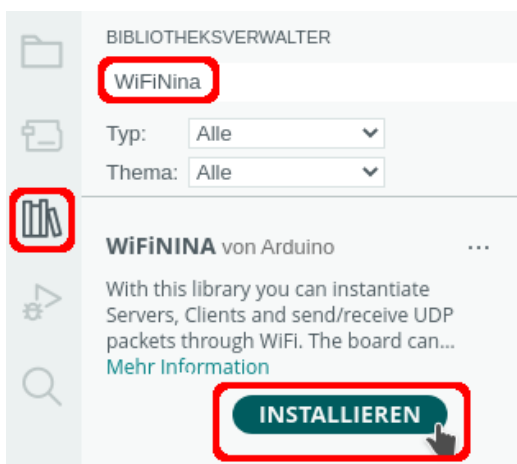 BIBLIOTHEKSVERWALTER
WiFiNina
Typ: Alle
Thema: Alle
WiFiNINA von Arduino ...
With this library you can instantiate
Servers, Clients and send/receive UDP
packets through WiFi. The board can...
Mehr Information
INSTALLIEREN